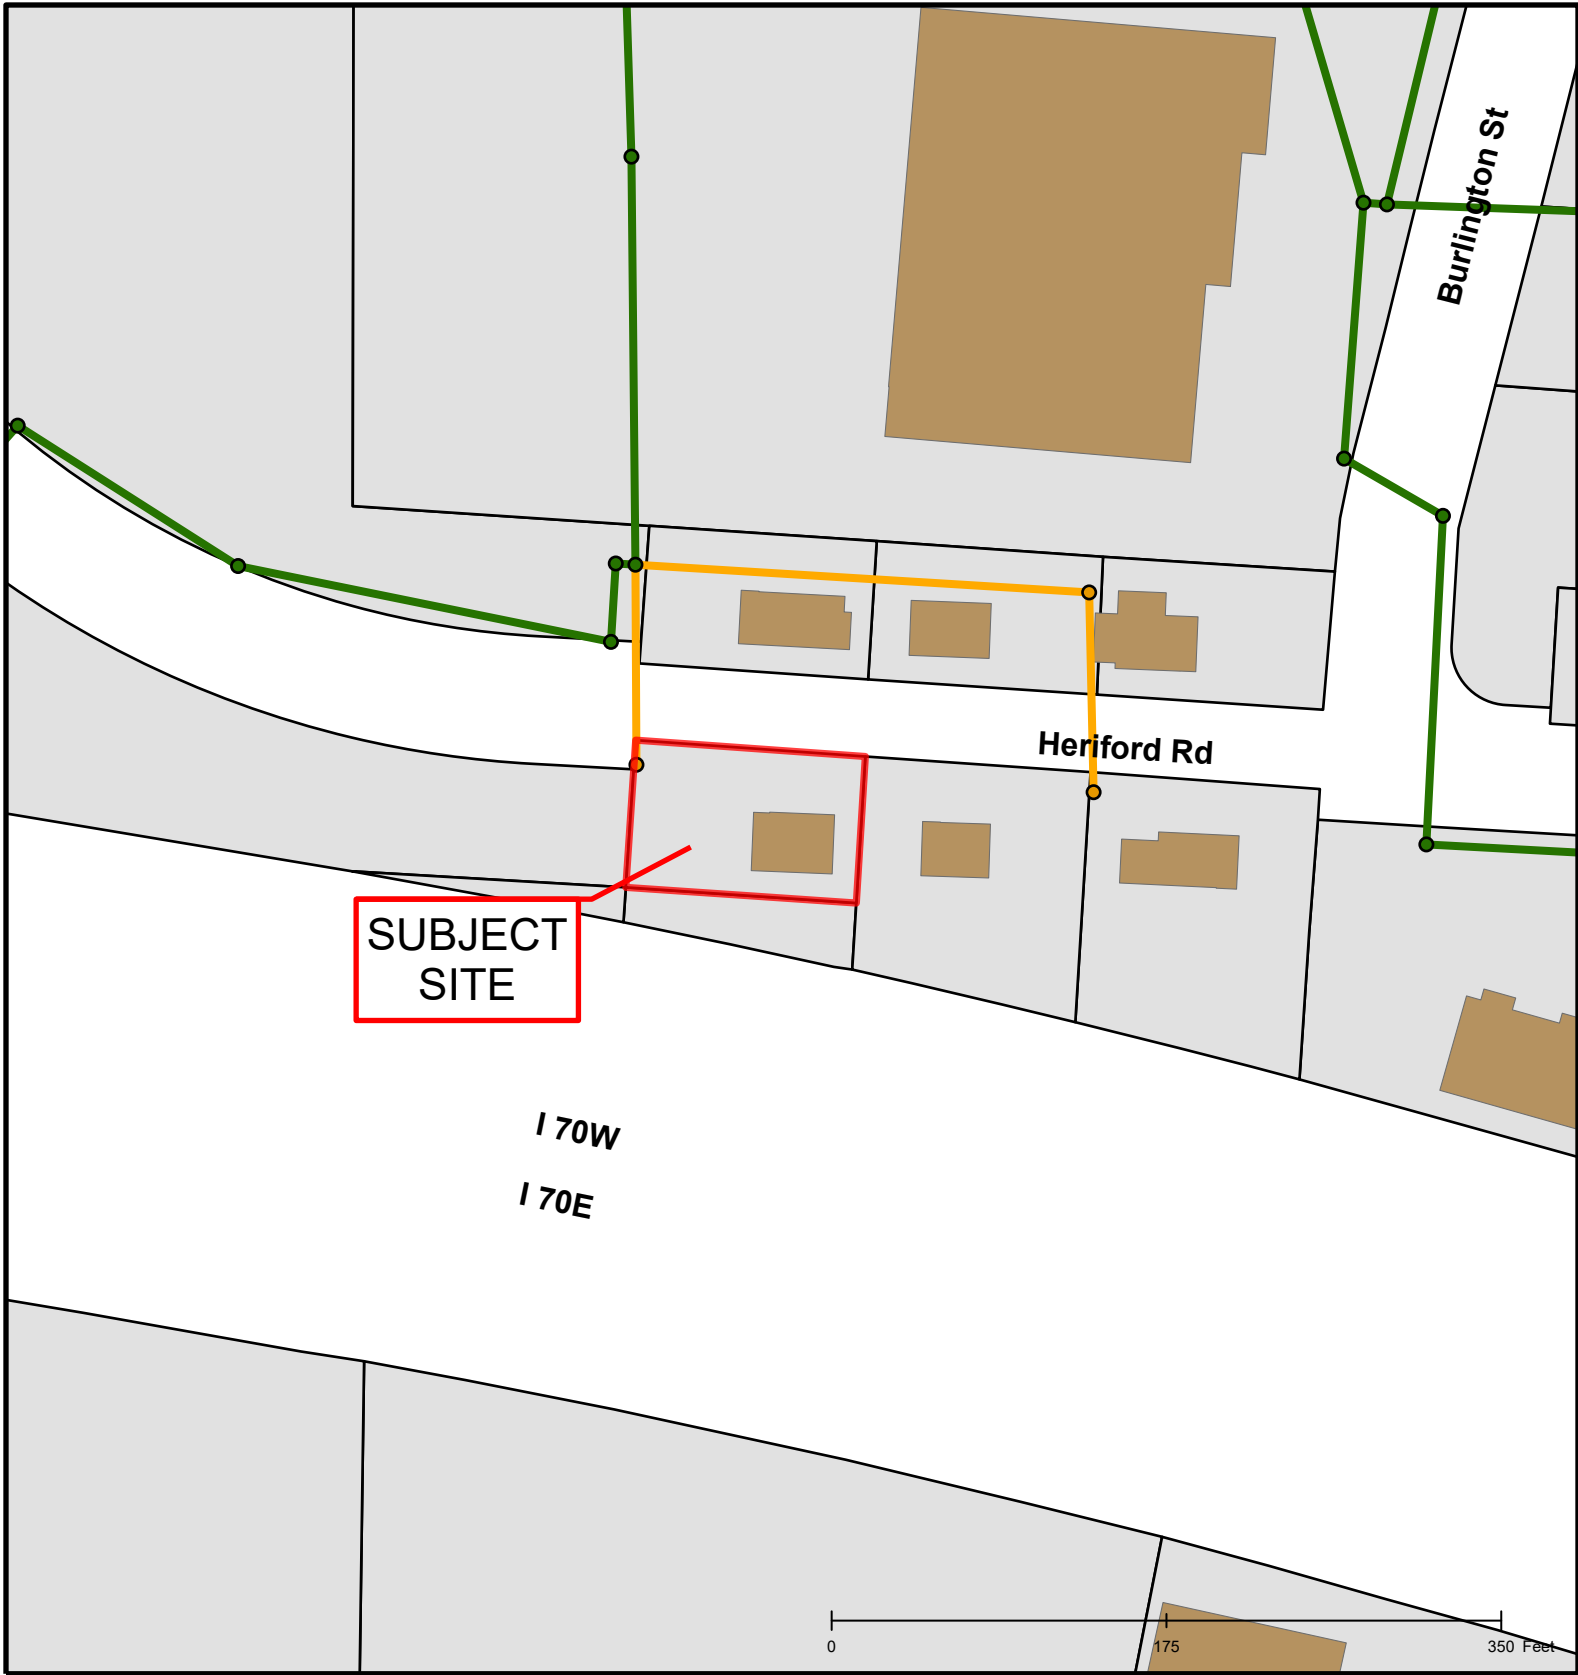 Burlington St
Heriford Rd
SUBJECT
SITE
I 70W
I 70E
0 175 350 Feet